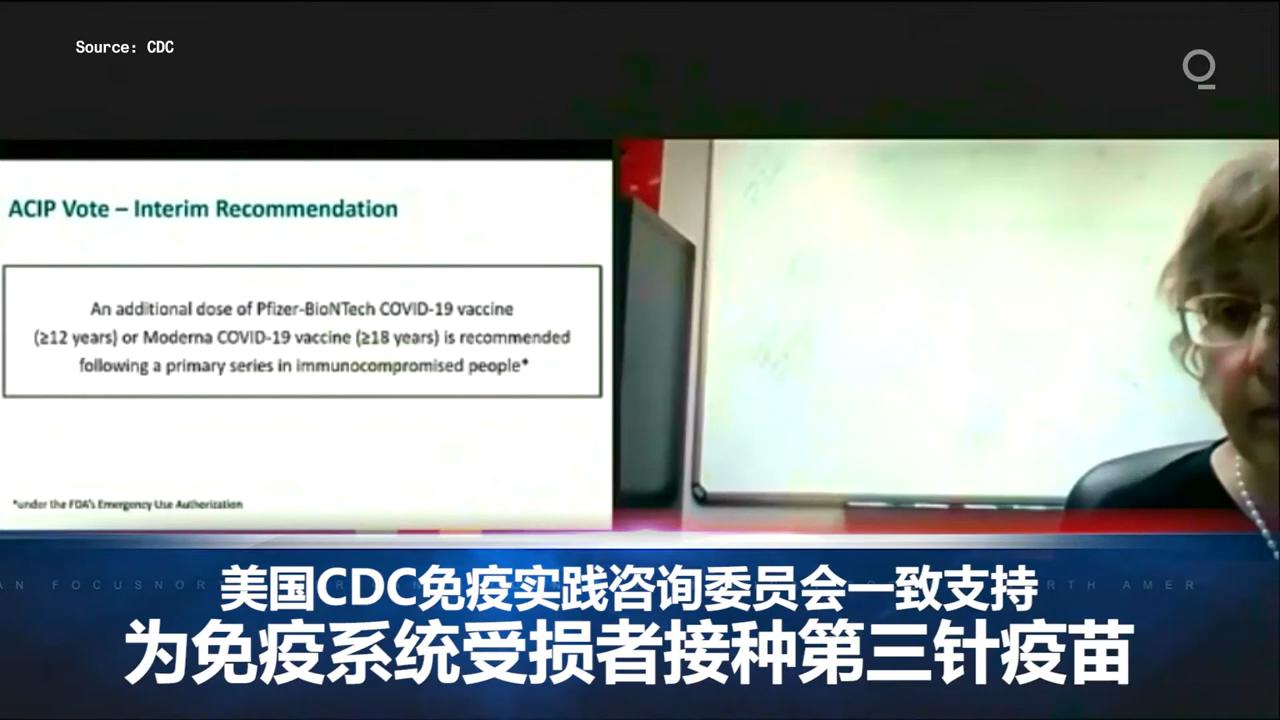 Source: CDC
ACIP Vote – Interim Recommendation
An additional dose of Pfizer-BioNTech COVID-19 vaccine
(≥12 years) or Moderna COVID-19 vaccine (≥18 years) is recommended
following a primary series in immunocompromised people*
*under the FDA's Emergency Use Authorization
美国CDC免疫实践咨询委员会一致支持
为免疫系统受损者接种第三针疫苗